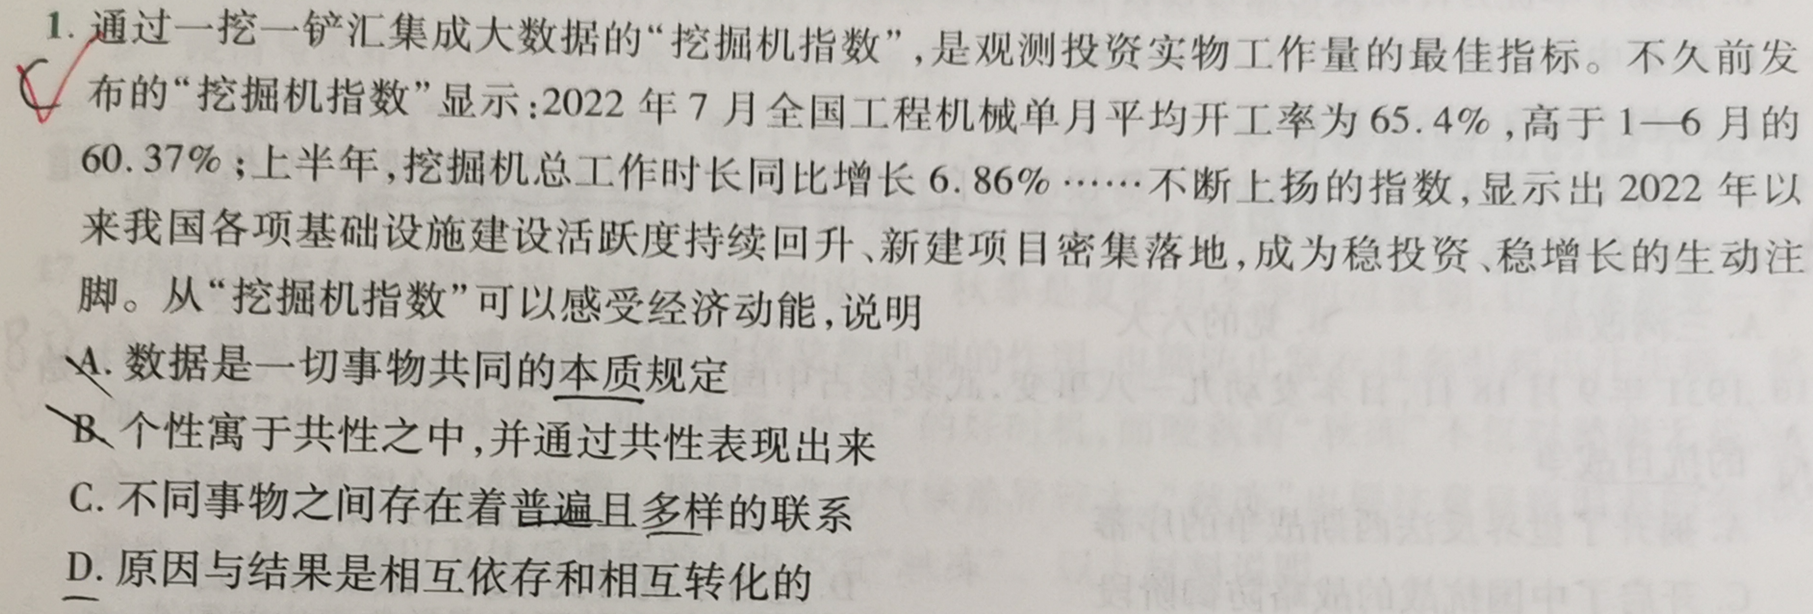 1. 通过一挖一铲汇集成大数据的“挖掘机指数”,是观测投资实物工作量的最佳指标。不久前发
C 布的“挖掘机指数”显示:2022 年 7 月全国工程机械单月平均开工率为 65.4% ,高于 1—6 月的
60.37% ;上半年,挖掘机总工作时长同比增长 6.86% ……不断上扬的指数,显示出 2022 年以
来我国各项基础设施建设活跃度持续回升、新建项目密集落地,成为稳投资、稳增长的生动注
脚。从“挖掘机指数”可以感受经济动能,说明
A. 数据是一切事物共同的本质规定
B. 个性寓于共性之中,并通过共性表现出来
C. 不同事物之间存在着普遍且多样的联系
D. 原因与结果是相互依存和相互转化的